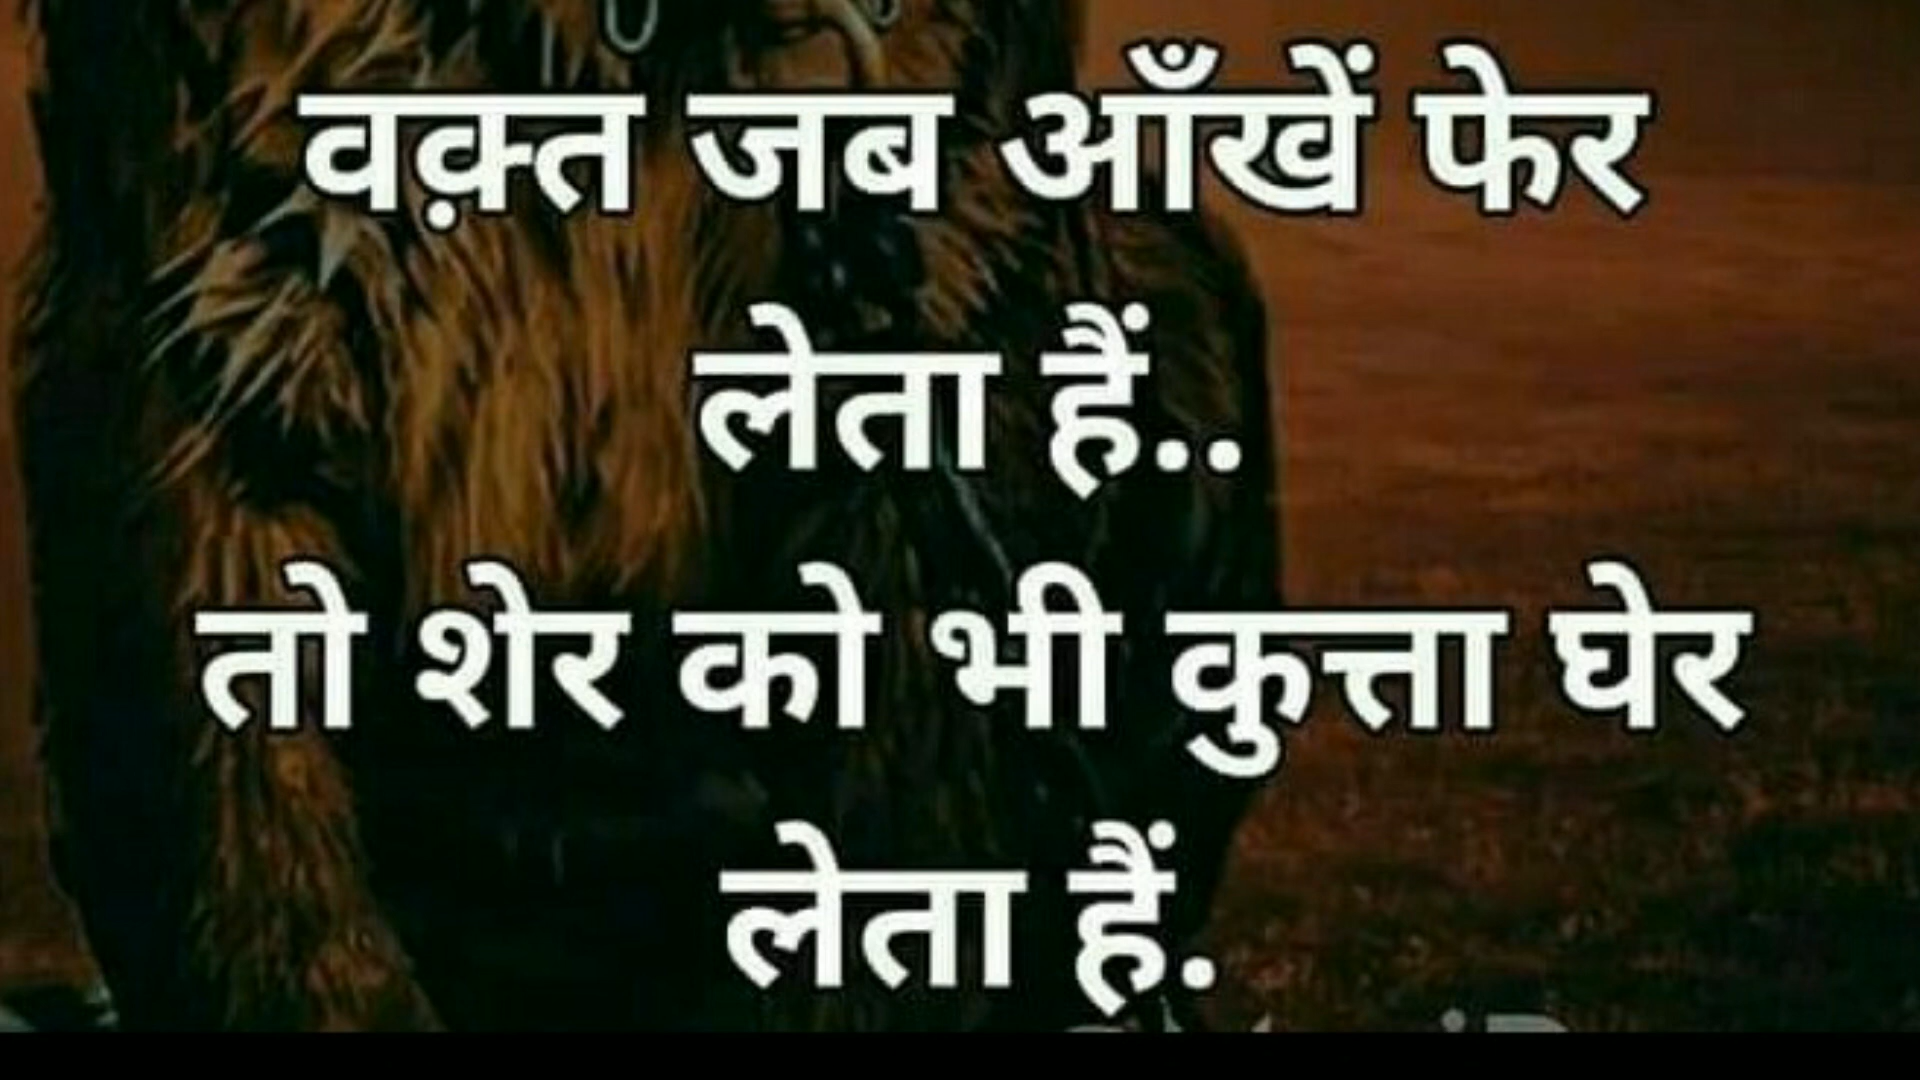 वक़्त जब आँखें फेर
लेता हैं..
तो शेर को भी कुत्ता घेर
लेता हैं.